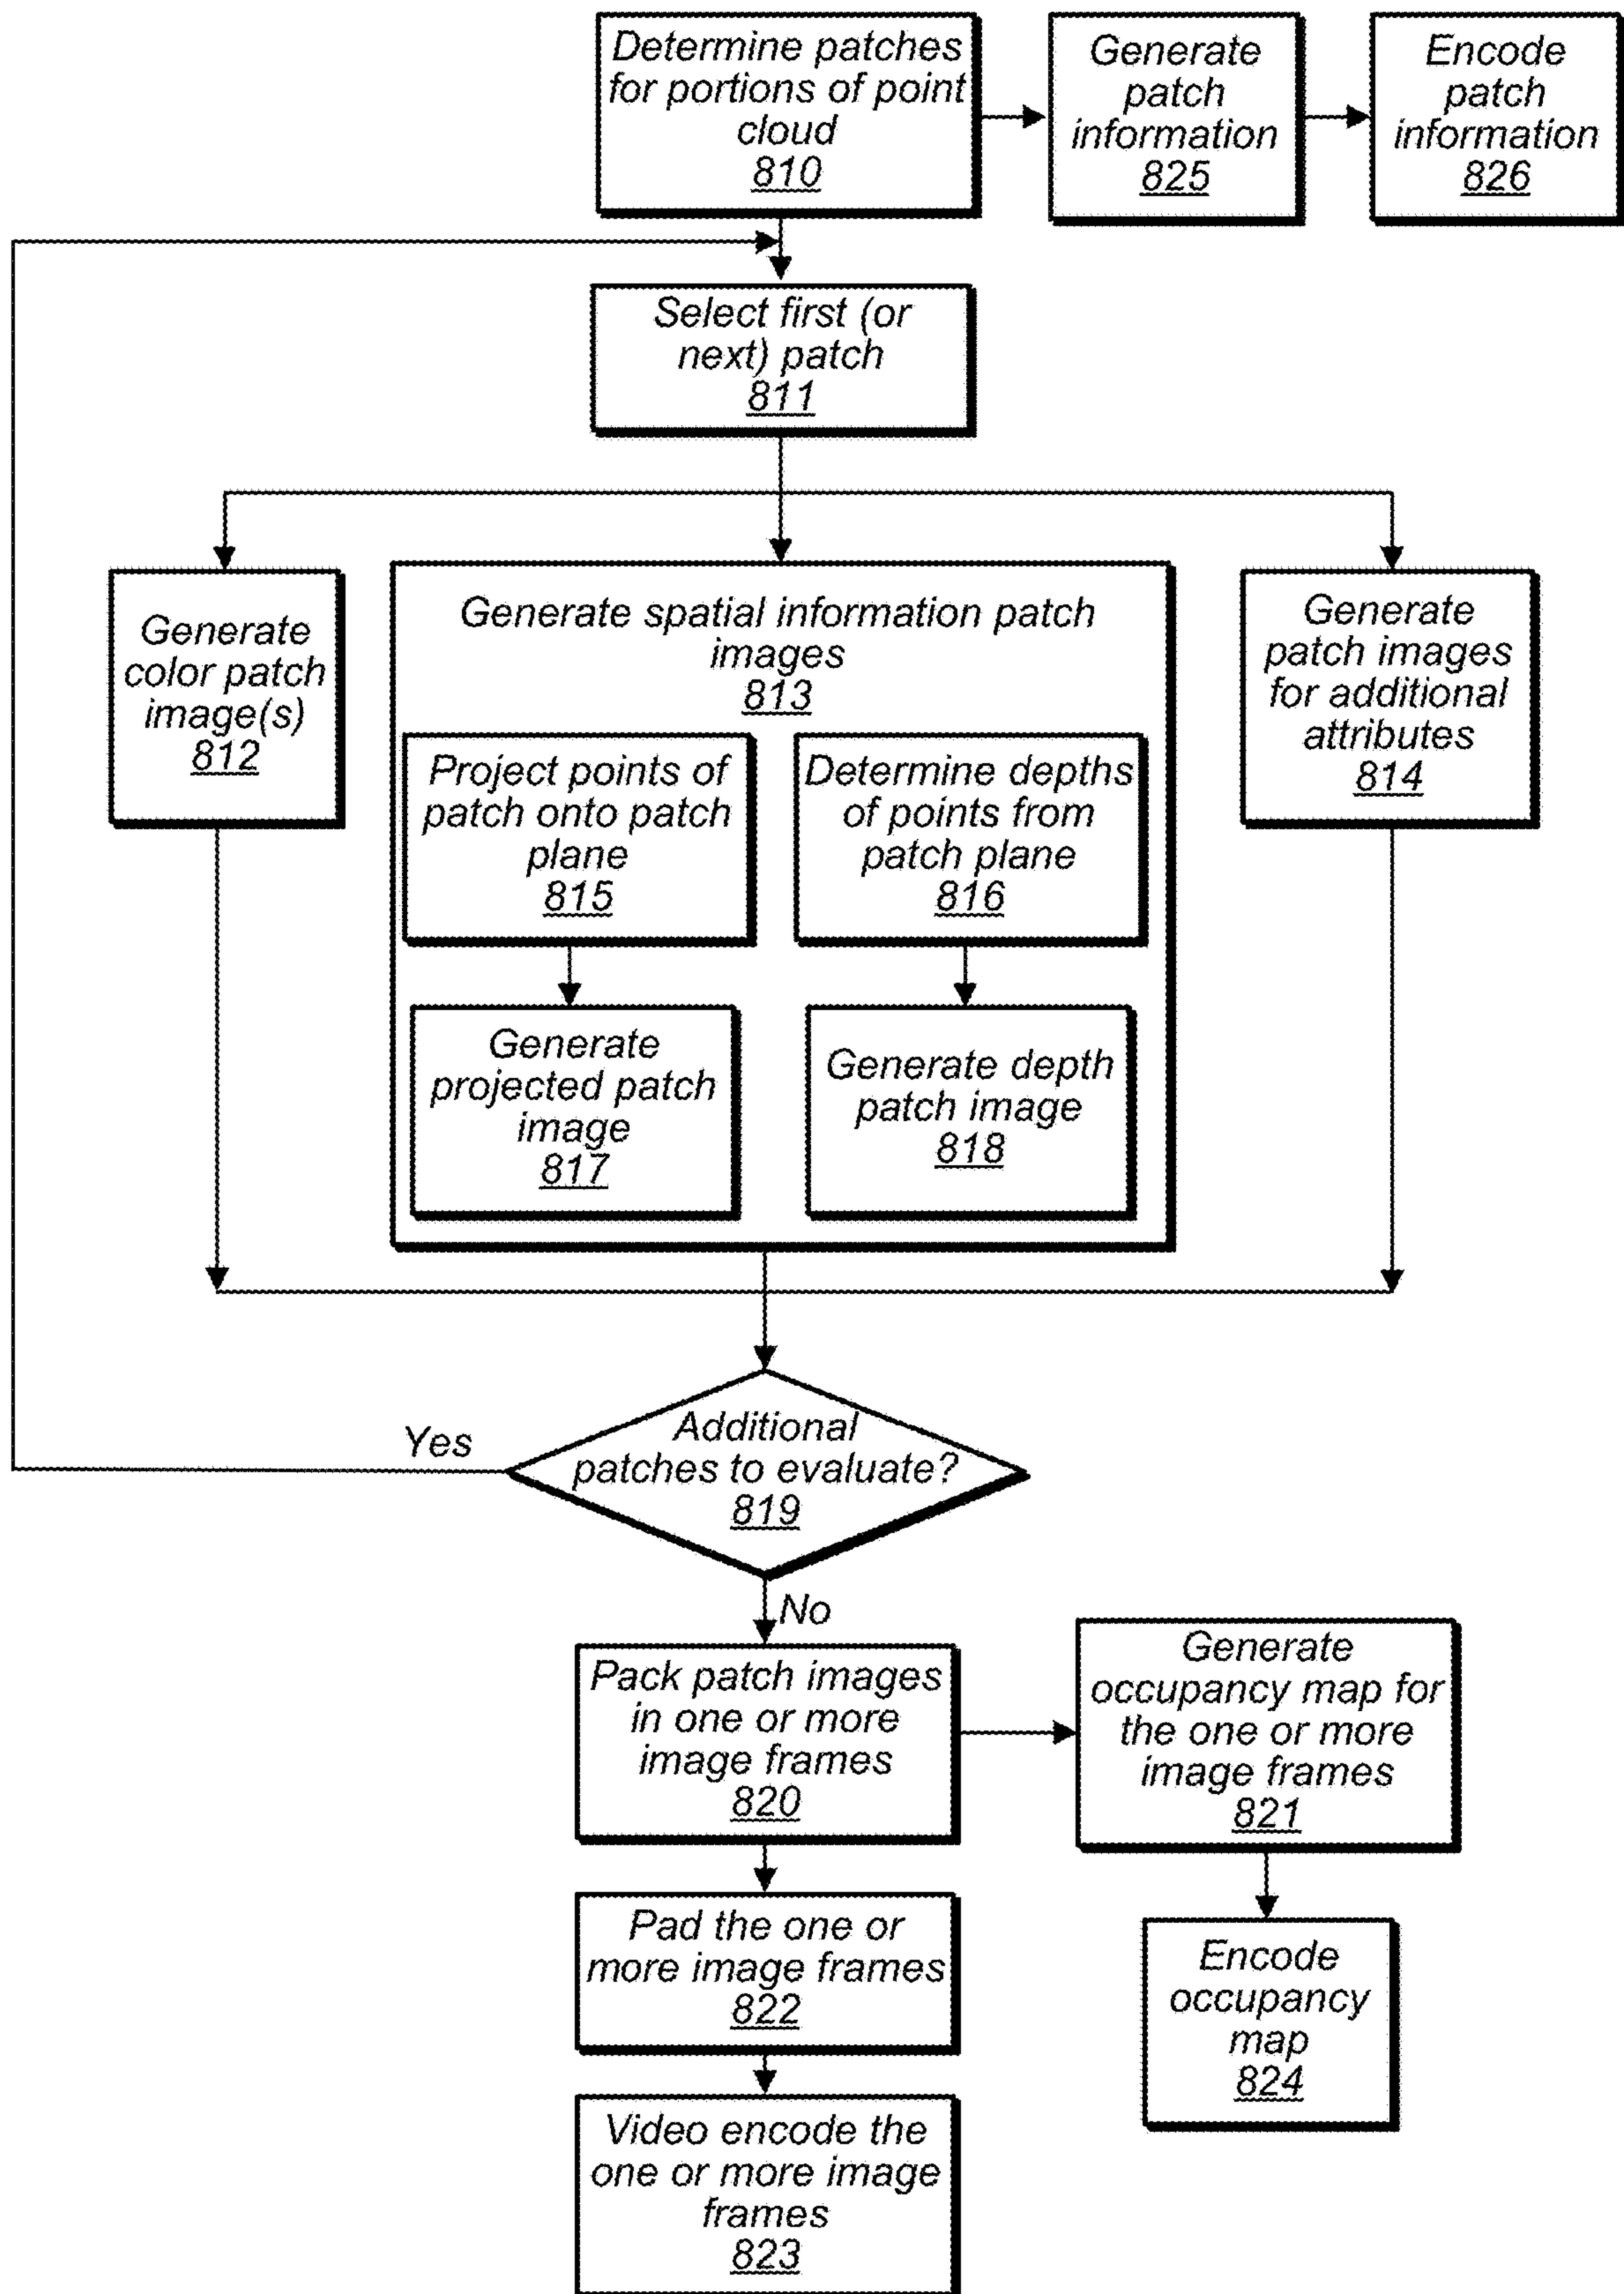 Determine patches
for portions of point
cloud
810
Generate
patch
information
825
Encode
patch
information
826
Select first (or
next) patch
811
Generate
color patch
image(s)
812
Generate spatial information patch
images
813
Project points of
patch onto patch
plane
815
Determine depths
of points from
patch plane
816
Generate
projected patch
image
817
Generate depth
patch image
818
Generate
patch images
for additional
attributes
814
Additional
patches to evaluate?
819
Yes
No
Pack patch images
in one or more
image frames
820
Generate
occupancy map for
the one or more
image frames
821
Pad the one or
more image frames
822
Encode
occupancy
map
824
Video encode the
one or more image
frames
823